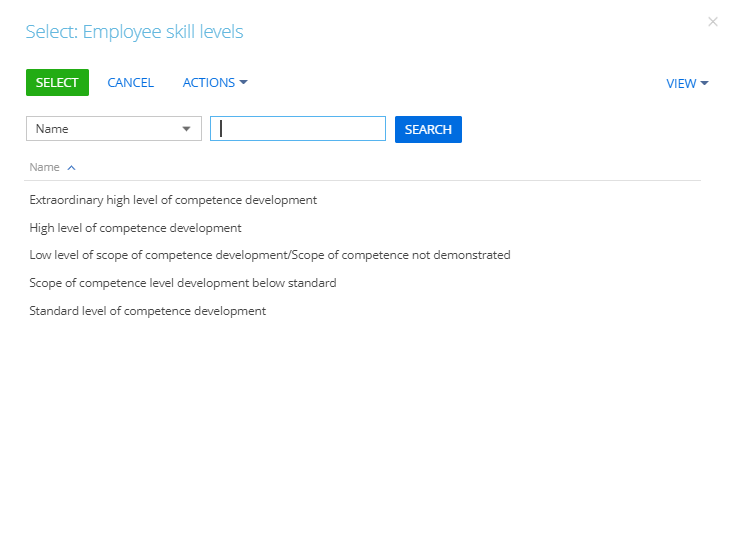 Select: Employee skill levels
SELECT CANCEL ACTIONS VIEW
Name SEARCH
Name
Extraordinary high level of competence development
High level of competence development
Low level of scope of competence development/Scope of competence not demonstrated
Scope of competence level development below standard
Standard level of competence development